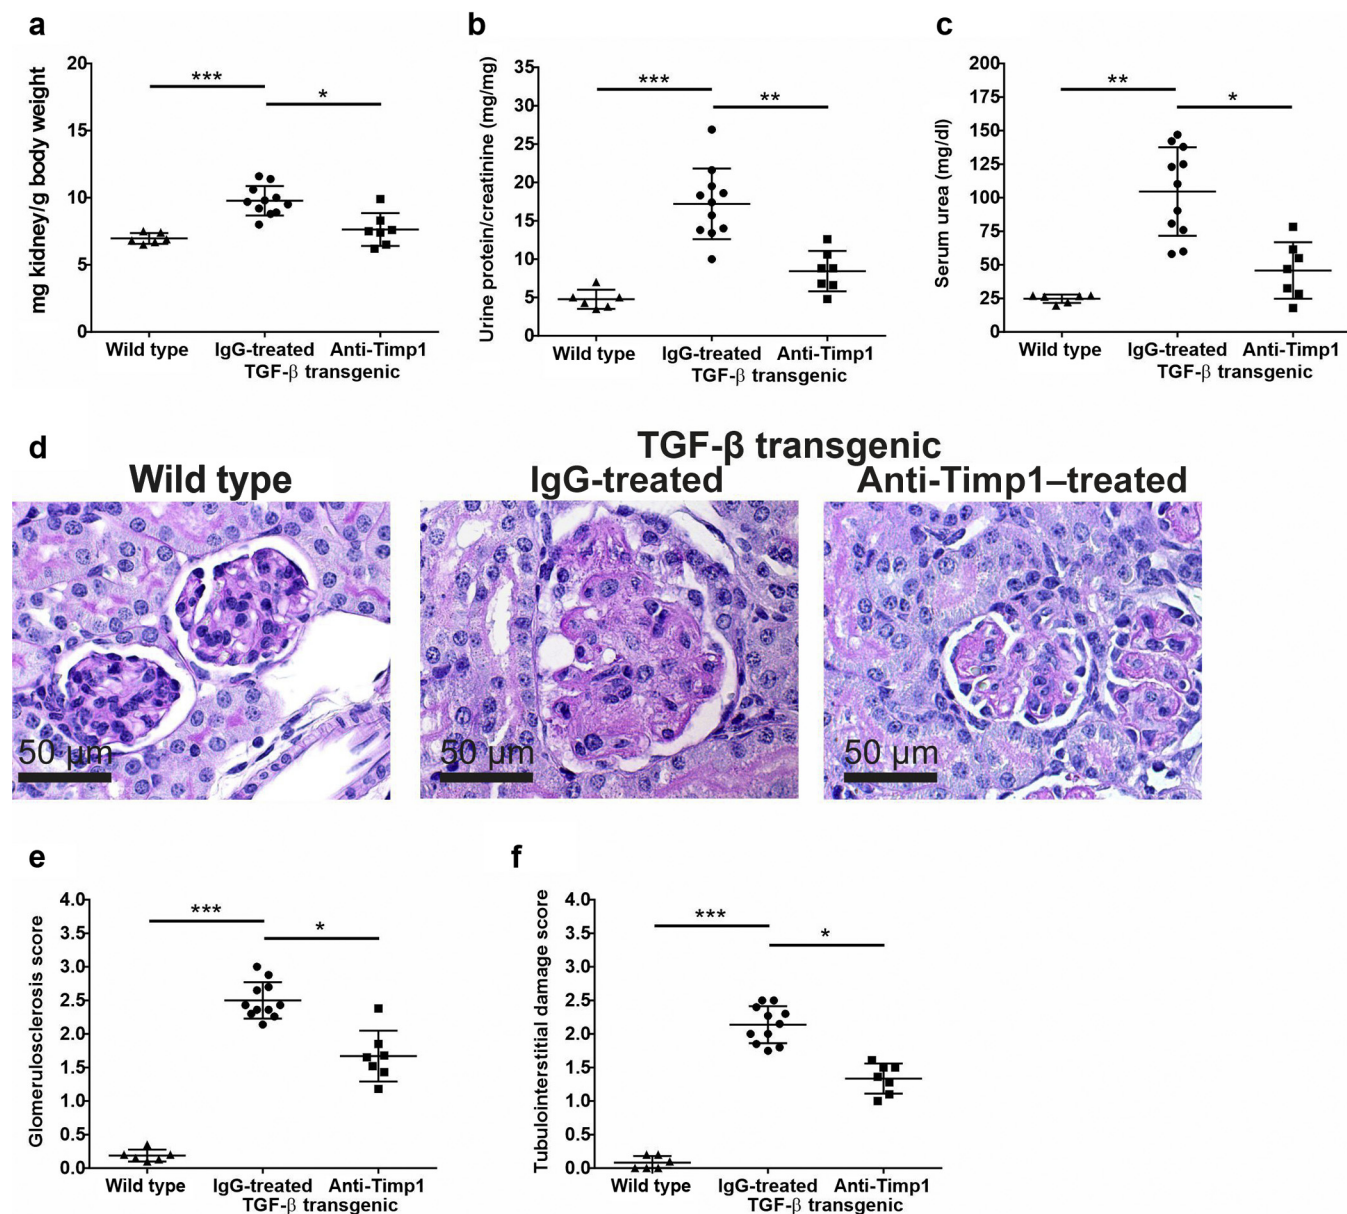 a
mg kidney/g body weight
20
15
10
5
0
***
*
Wild type
IgG-treated
Anti-Timp1
TGF-β transgenic
b
Urine protein/creatinine (mg/mg)
35
30
25
20
15
10
5
0
***
**
Wild type
IgG-treated
Anti-Timp1
TGF-β transgenic
c
Serum urea (mg/dl)
200
175
150
125
100
75
50
25
0
**
*
Wild type
IgG-treated
Anti-Timp1
TGF-β transgenic
d
TGF-β transgenic
Wild type
IgG-treated
Anti-Timp1–treated
50 μm
50 μm
50 μm
e
Glomerulosclerosis score
4.0
3.5
3.0
2.5
2.0
1.5
1.0
0.5
0.0
***
*
Wild type
IgG-treated
Anti-Timp1
TGF-β transgenic
f
Tubulointerstitial damage score
4.0
3.5
3.0
2.5
2.0
1.5
1.0
0.5
0.0
***
*
Wild type
IgG-treated
Anti-Timp1
TGF-β transgenic